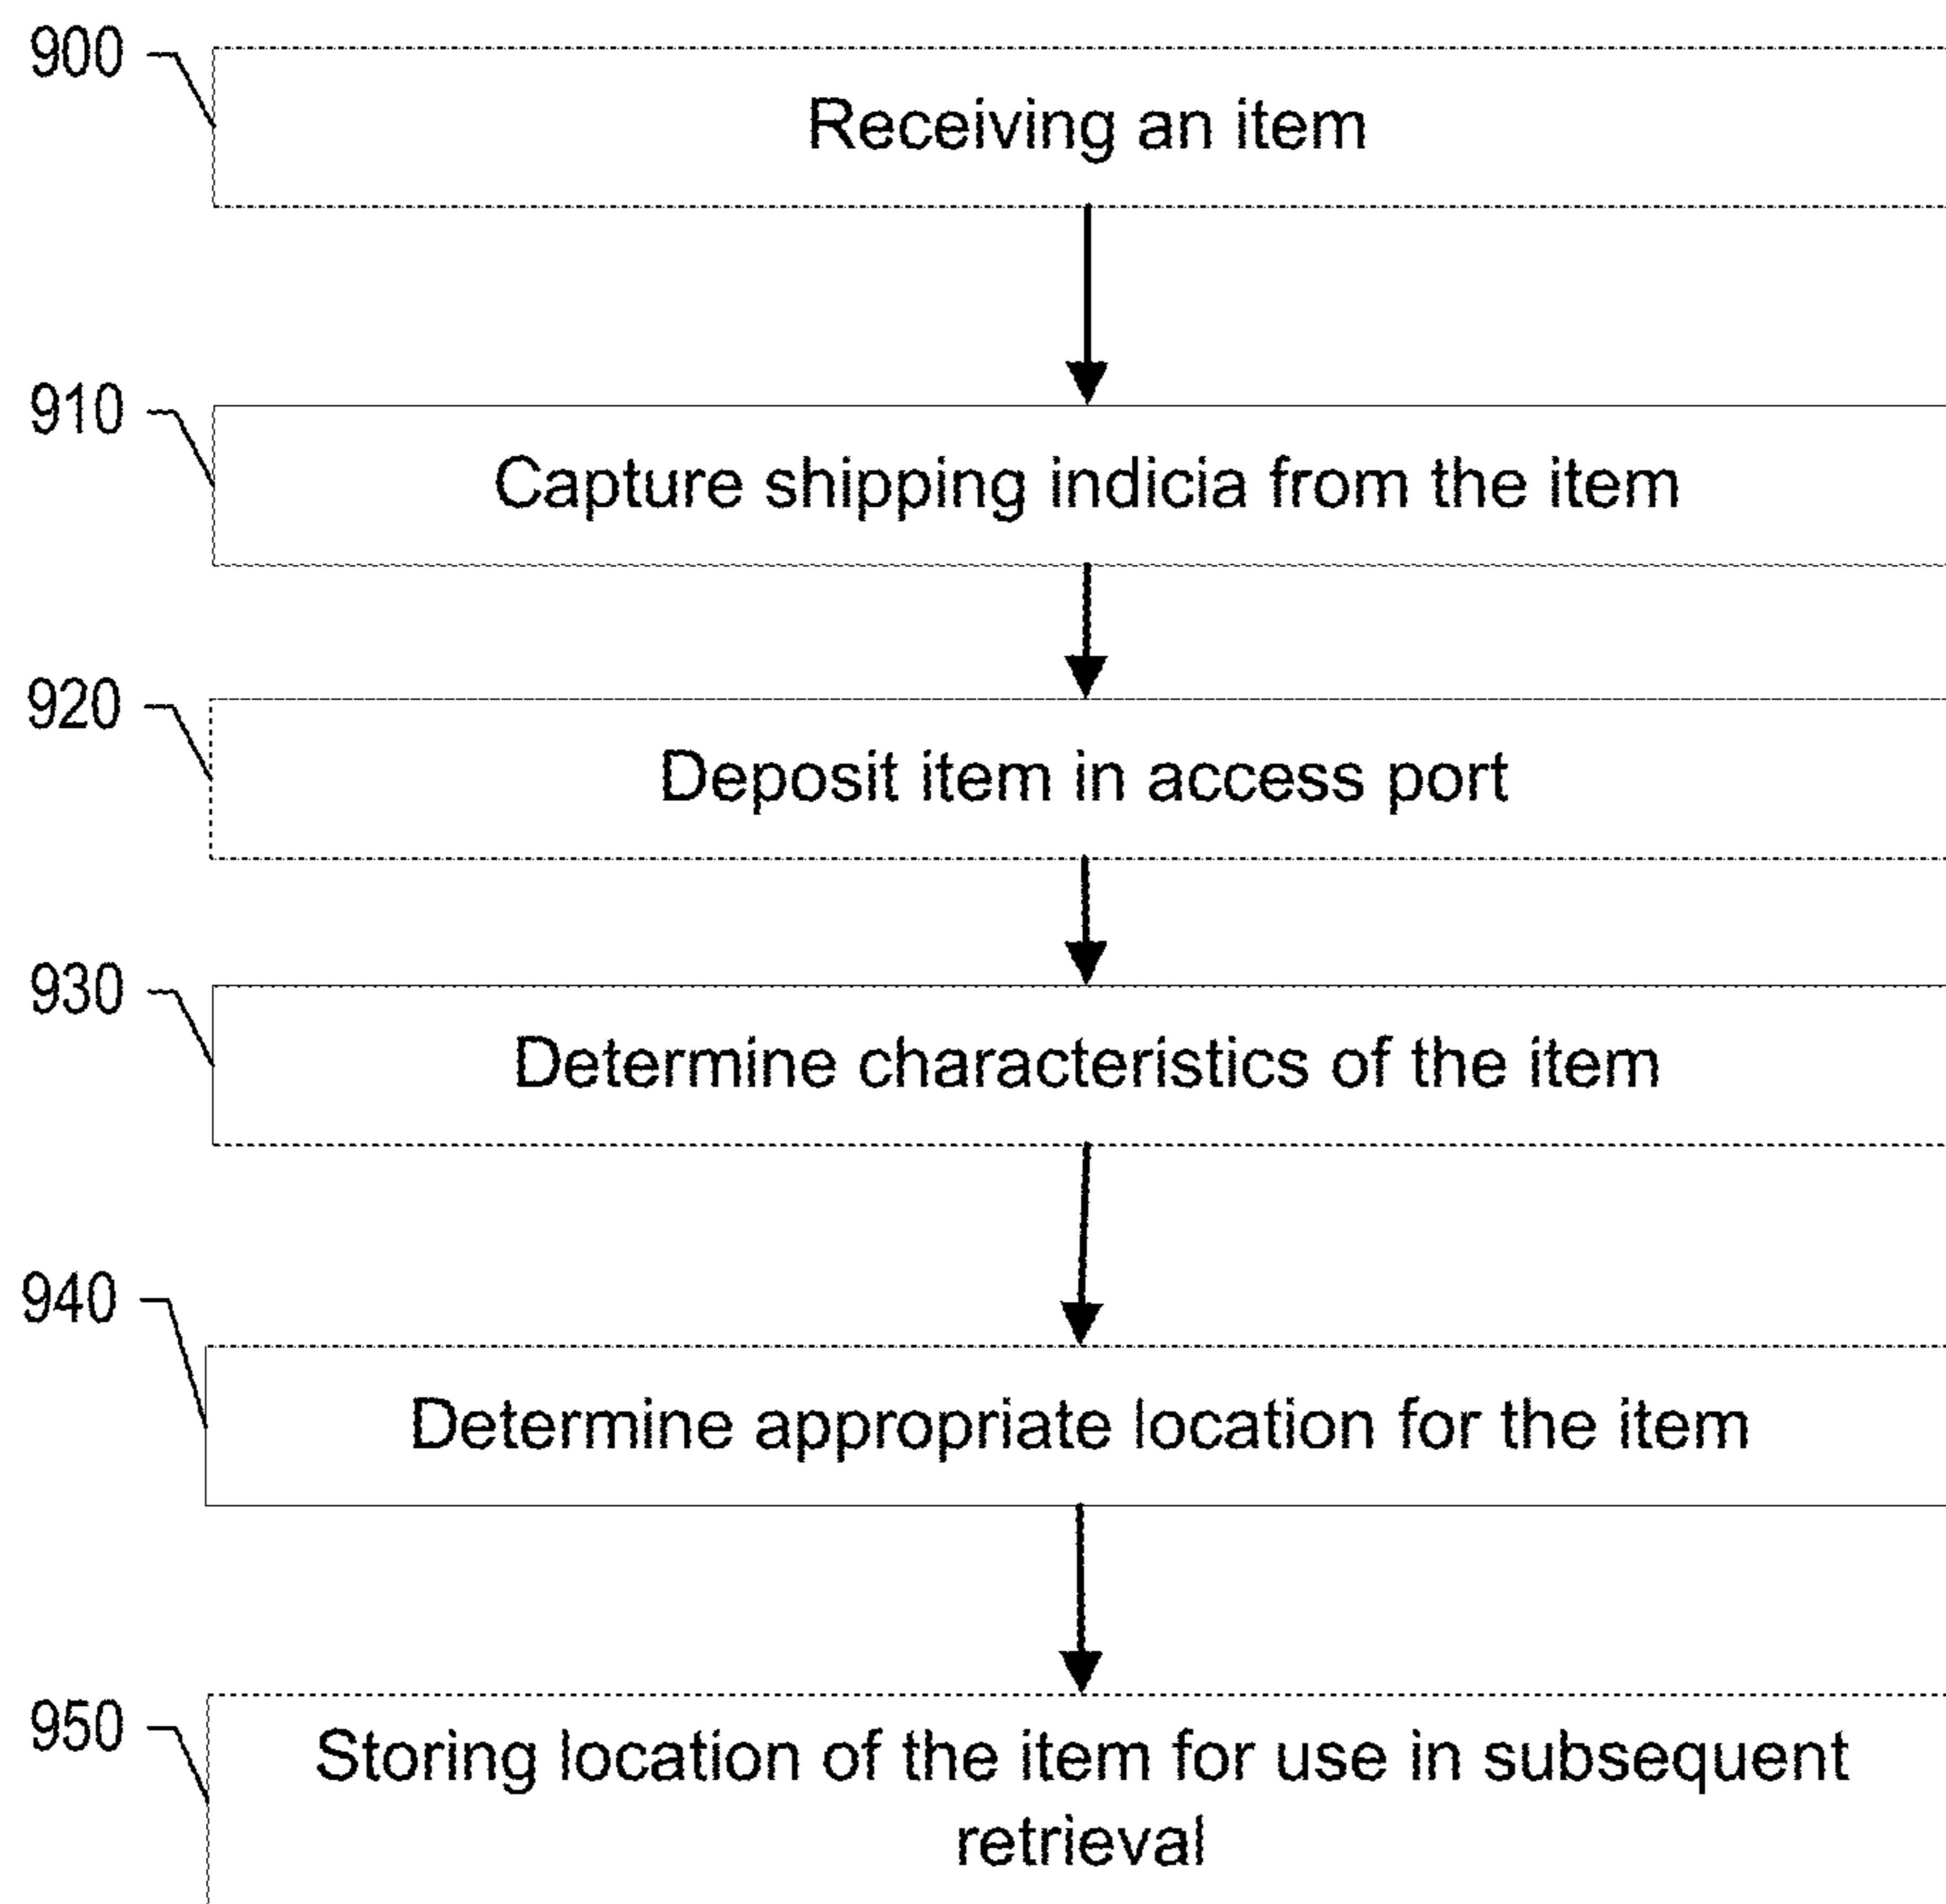 900
Receiving an item
910
Capture shipping indicia from the item
920
Deposit item in access port
930
Determine characteristics of the item
940
Determine appropriate location for the item
950
Storing location of the item for use in subsequent
retrieval